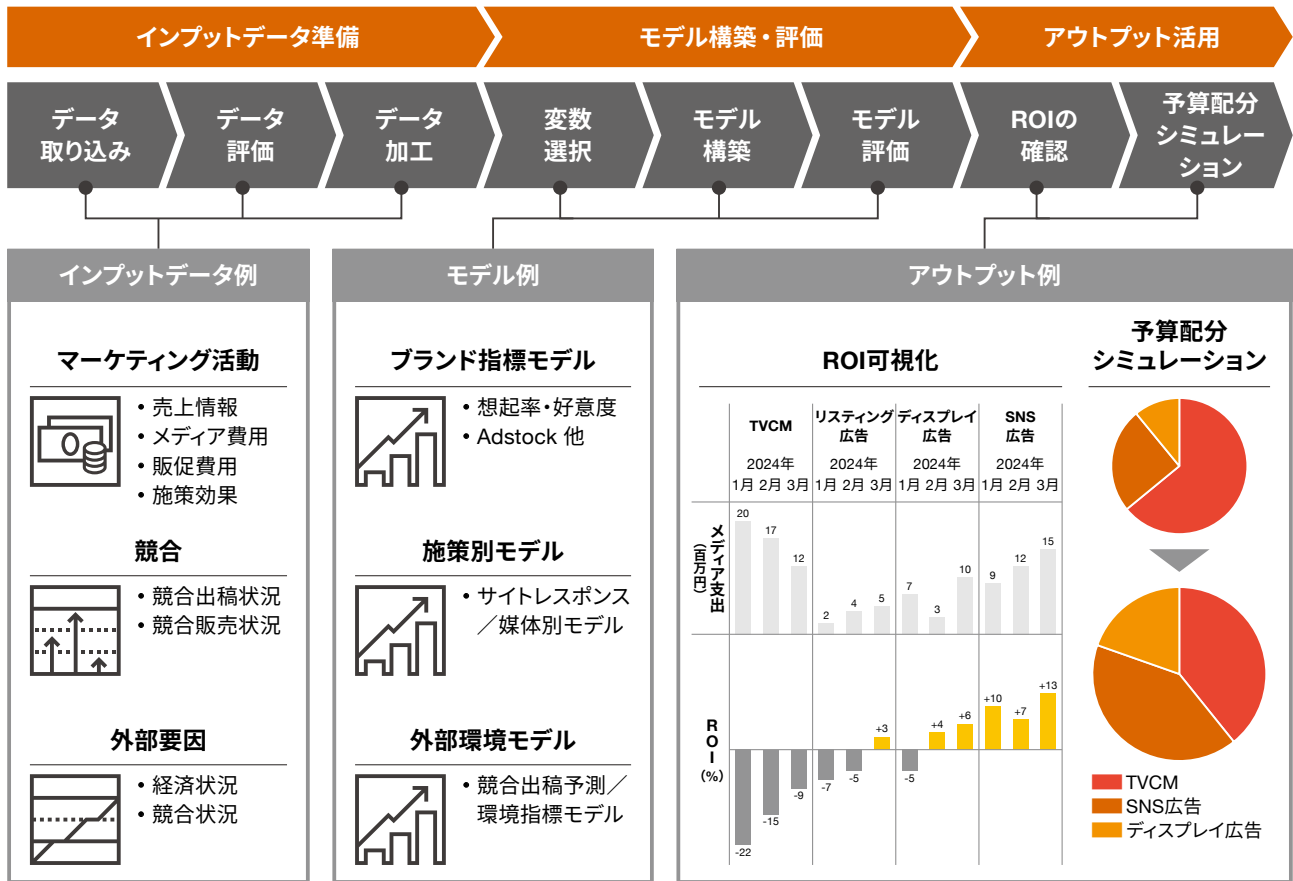 インプットデータ準備
モデル構築・評価
アウトプット活用
データ
取り込み
データ
評価
データ
加工
変数
選択
モデル
構築
モデル
評価
ROIの
確認
予算配分
シミュレー
ション
インプットデータ例
マーケティング活動
• 売上情報
• メディア費用
• 販促費用
• 施策効果
競合
• 競合出稿状況
• 競合販売状況
外部要因
• 経済状況
• 競合状況
モデル例
ブランド指標モデル
• 想起率・好意度
• Adstock 他
施策別モデル
• サイトレスポンス
／媒体別モデル
外部環境モデル
• 競合出稿予測／
環境指標モデル
アウトプット例
ROI可視化
TVCM
リスティング
広告
ディスプレイ
広告
SNS
広告
2024年 2024年 2024年 2024年
1月 2月 3月 1月 2月 3月 1月 2月 3月 1月 2月 3月
メディア支出
（百万円）
20 17 12 2 4 5 7 3 10 9 12 15
ROI
（%）
-22 -15 -9 -7 -5 +3 -5 +4 +6 +10 +7 +13
予算配分
シミュレーション
TVCM
SNS広告
ディスプレイ広告